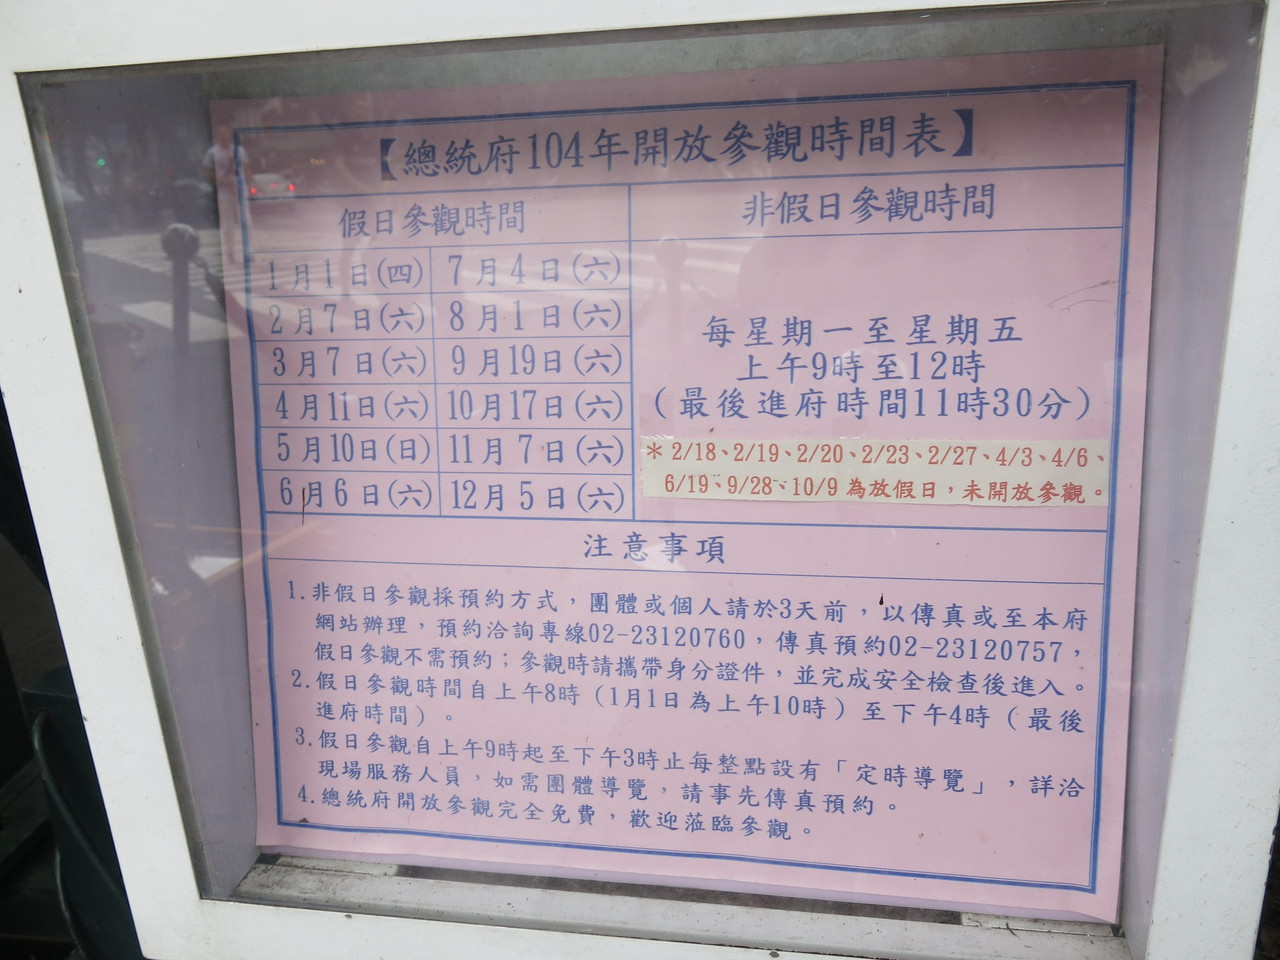 【總統府104年開放參觀時間表】
假日參觀時間
非假日參觀時間
1月1日(四)
7月4日(六)
2月7日(六)
8月1日(六)
3月7日(六)
9月19日(六)
4月11日(六)
10月17日(六)
5月10日(日)
11月7日(六)
6月6日(六)
12月5日(六)
每星期一至星期五
上午9時至12時
(最後進府時間11時30分)
*2/18、2/19、2/20、2/23、2/27、4/3、4/6、
6/19、9/28、10/9為放假日，未開放參觀。
注意事項
1.非假日參觀採預約方式，團體或個人請於3天前，以傳真或至本府
網站辦理，預約洽詢專線02-23120760，傳真預約02-23120757，
假日參觀不需預約；參觀時請攜帶身分證件，並完成安全檢查後進入。
2.假日參觀時間自上午8時（1月1日為上午10時）至下午4時（最後
進府時間）。
3.假日參觀自上午9時起至下午3時止每整點設有「定時導覽」，詳洽
現場服務人員，如需團體導覽，請事先傳真預約。
4.總統府開放參觀完全免費，歡迎蒞臨參觀。